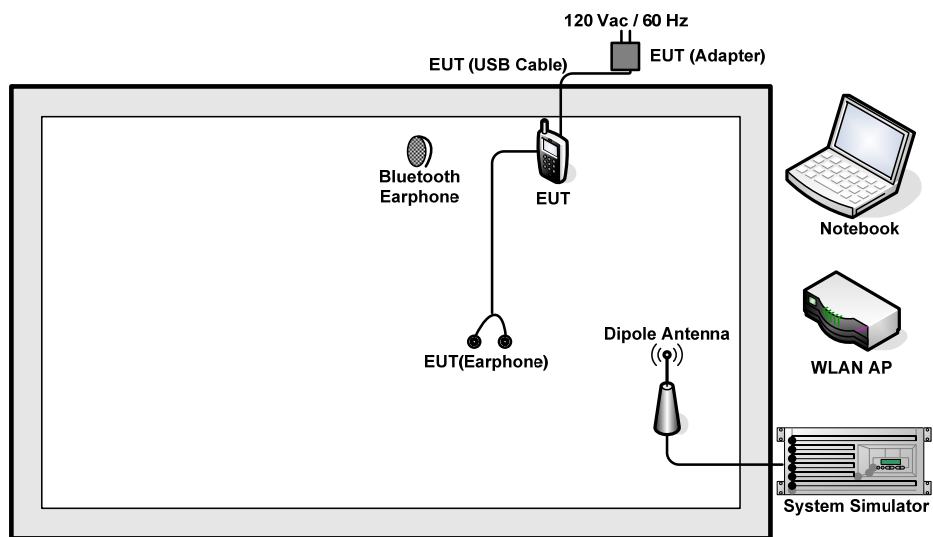 120 Vac / 60 Hz
EUT (USB Cable)
EUT (Adapter)
Bluetooth
Earphone
EUT
Notebook
EUT(Earphone)
Dipole Antenna
WLAN AP
System Simulator